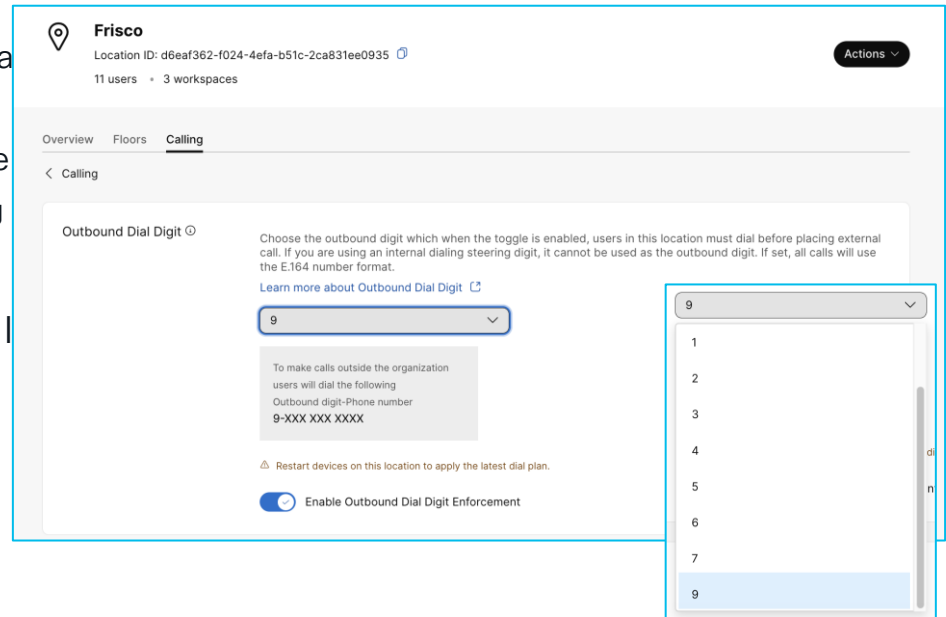 Frisco
Location ID: d6eaf362-f024-4efa-b51c-2ca831ee0935
11 users • 3 workspaces
Actions
Overview Floors Calling
Calling
Outbound Dial Digit
Choose the outbound digit which when the toggle is enabled, users in this location must dial before placing external
call. If you are using an internal dialing steering digit, it cannot be used as the outbound digit. If set, all calls will use
the E.164 number format.
Learn more about Outbound Dial Digit
9
To make calls outside the organization
users will dial the following
Outbound digit-Phone number
9-XXX XXX XXXX
Restart devices on this location to apply the latest dial plan.
Enable Outbound Dial Digit Enforcement
9
1
2
3
4
5
6
7
9